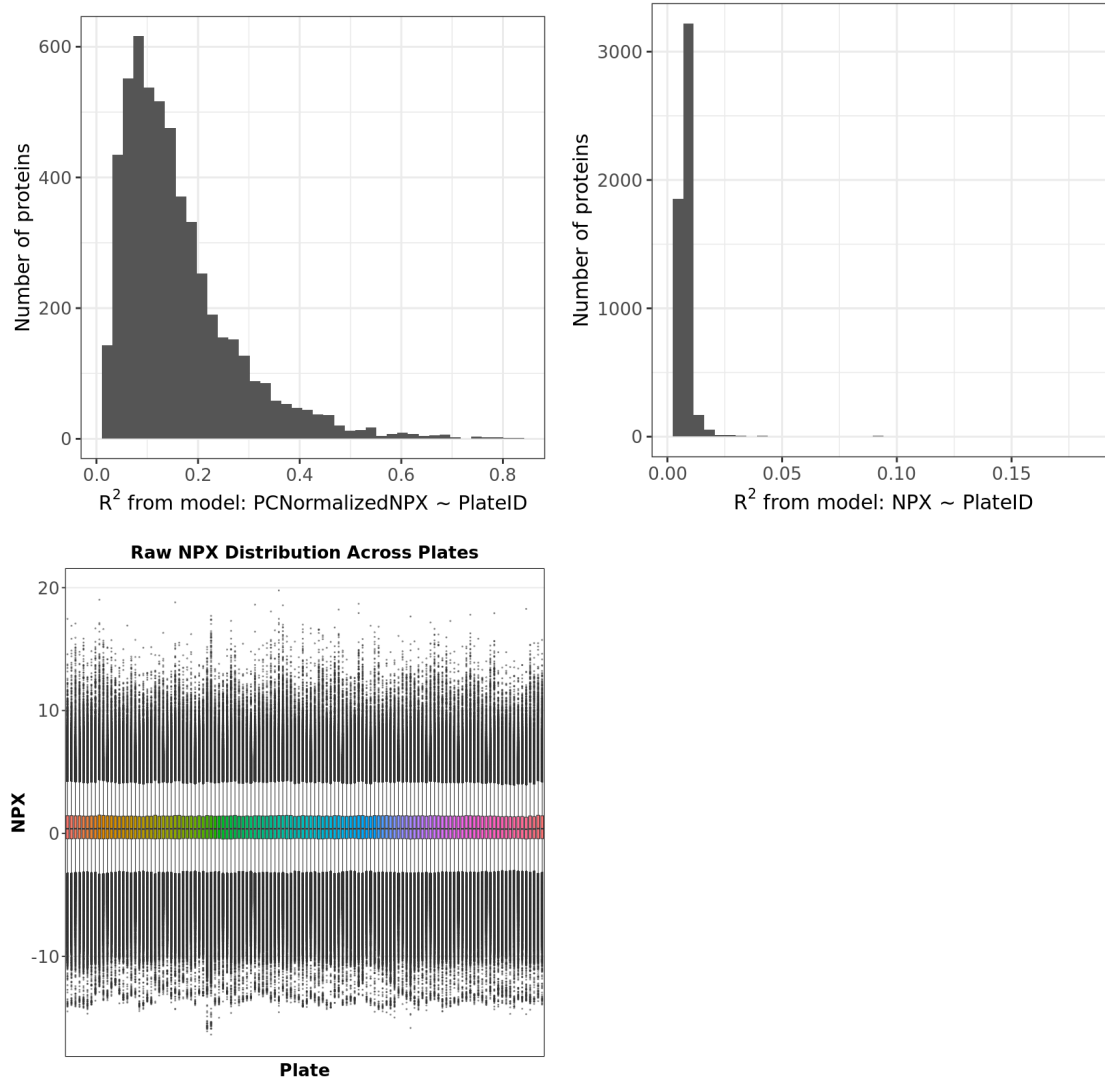 600
400
200
0
Number of proteins
0.0 0.2 0.4 0.6 0.8
R² from model: PCNormalizedNPX ~ PlateID
3000
2000
1000
0
Number of proteins
0.00 0.05 0.10 0.15
R² from model: NPX ~ PlateID
Raw NPX Distribution Across Plates
20
10
0
-10
NPX
Plate